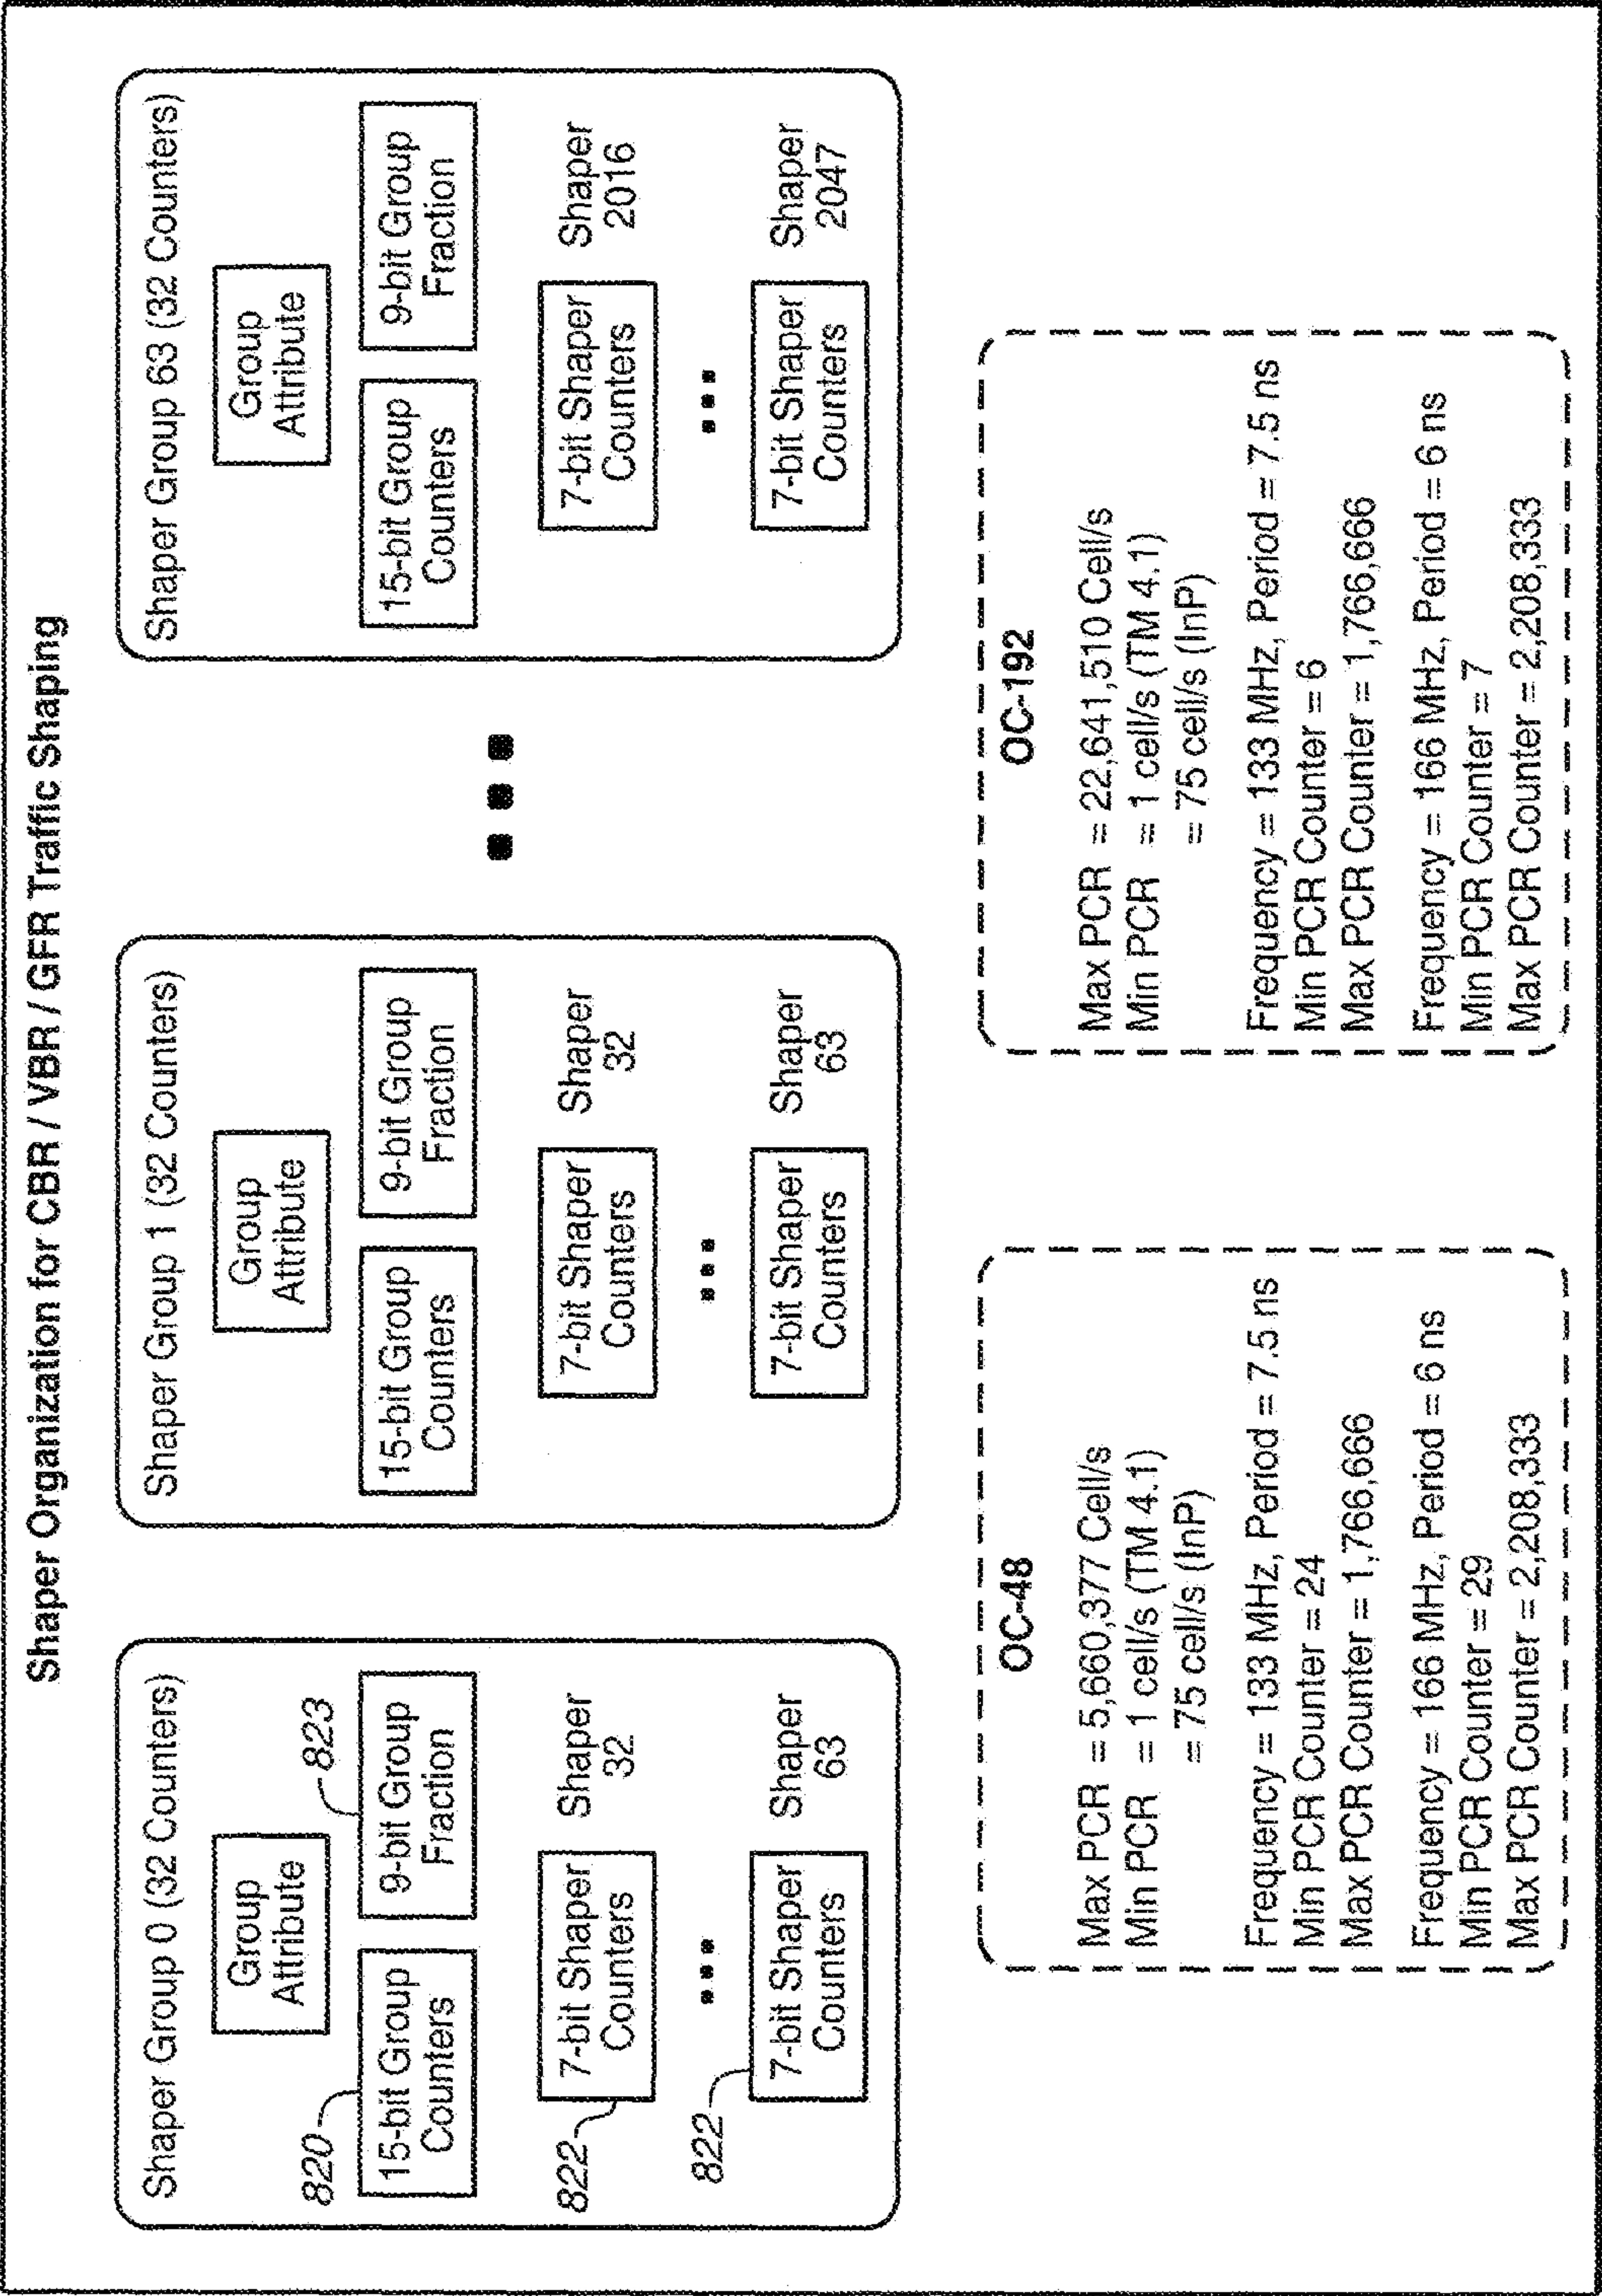 Shaper Organization for CBR / VBR / GFR Traffic Shaping
Shaper Group 0 (32 Counters)
Group
Attribute
820
823
15-bit Group
Counters
9-bit Group
Fraction
822
7-bit Shaper
Counters
Shaper
32
822
7-bit Shaper
Counters
Shaper
63
Shaper Group 1 (32 Counters)
Group
Attribute
15-bit Group
Counters
9-bit Group
Fraction
7-bit Shaper
Counters
Shaper
32
7-bit Shaper
Counters
Shaper
63
Shaper Group 63 (32 Counters)
Group
Attribute
15-bit Group
Counters
9-bit Group
Fraction
7-bit Shaper
Counters
Shaper
2016
7-bit Shaper
Counters
Shaper
2047
OC-48
Max PCR = 5,660,377 Cell/s
Min PCR = 1 cell/s (TM 4.1)
= 75 cell/s (InP)
Frequency = 133 MHz, Period = 7.5 ns
Min PCR Counter = 24
Max PCR Counter = 1,766,666
Frequency = 166 MHz, Period = 6 ns
Min PCR Counter = 29
Max PCR Counter = 2,208,333
OC-192
Max PCR = 22,641,510 Cell/s
Min PCR = 1 cell/s (TM 4.1)
= 75 cell/s (InP)
Frequency = 133 MHz, Period = 7.5 ns
Min PCR Counter = 6
Max PCR Counter = 1,766,666
Frequency = 166 MHz, Period = 6 ns
Min PCR Counter = 7
Max PCR Counter = 2,208,333